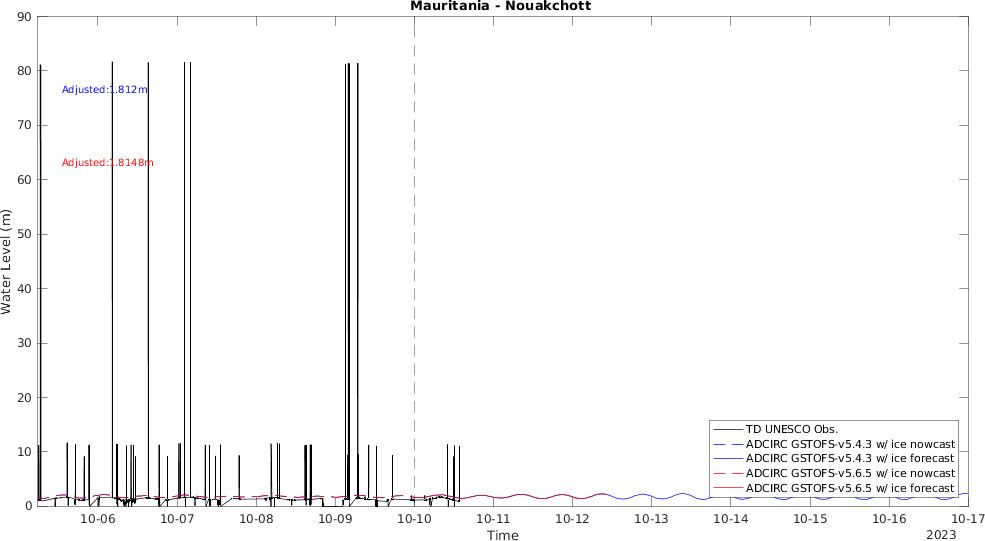 Mauritania - Nouakchott
90
80
70
60
50
40
30
20
10
0
Water Level (m)
Adjusted:1.812m
Adjusted:1.8148m
TD UNESCO Obs.
ADCIRC GSTOFS-v5.4.3 w/ ice nowcast
ADCIRC GSTOFS-v5.4.3 w/ ice forecast
ADCIRC GSTOFS-v5.6.5 w/ ice nowcast
ADCIRC GSTOFS-v5.6.5 w/ ice forecast
10-06 10-07 10-08 10-09 10-10 10-11 10-12 10-13 10-14 10-15 10-16 10-17
Time
2023